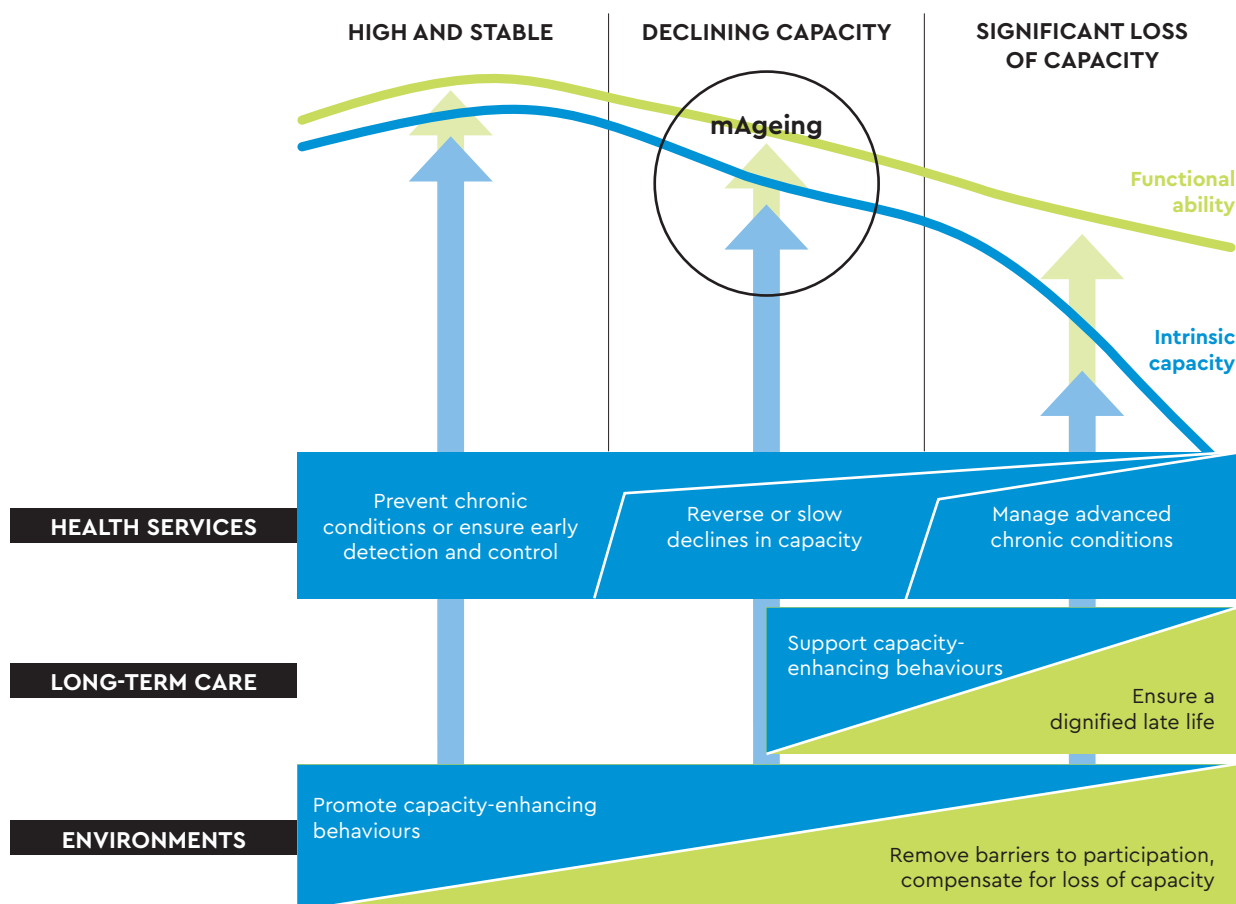 HIGH AND STABLE
DECLINING CAPACITY
SIGNIFICANT LOSS
OF CAPACITY
mAgeing
Functional
ability
Intrinsic
capacity
HEALTH SERVICES
Prevent chronic
conditions or ensure early
detection and control
Reverse or slow
declines in capacity
Manage advanced
chronic conditions
LONG-TERM CARE
Support capacity-
enhancing behaviours
Ensure a
dignified late life
ENVIRONMENTS
Promote capacity-enhancing
behaviours
Remove barriers to participation,
compensate for loss of capacity